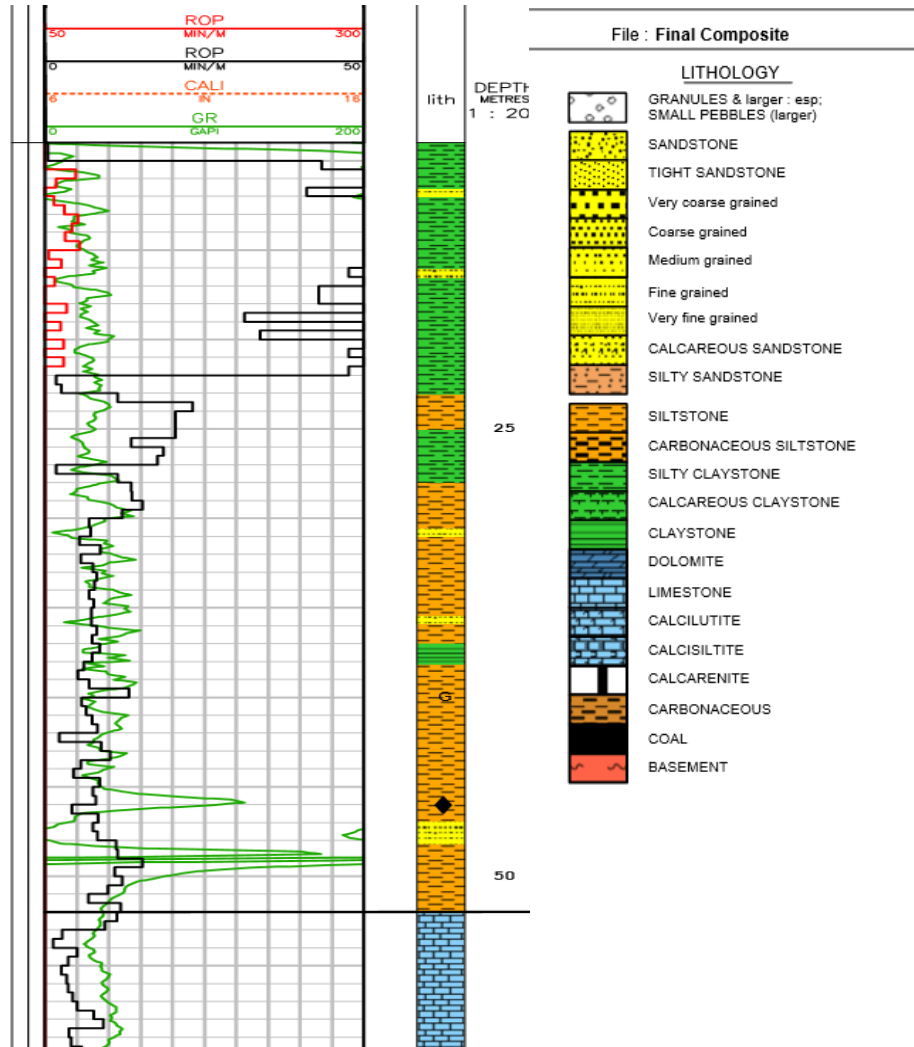 ROP
50 MIN/M 300
ROP
0 MIN/M 50
CALI
6 IN 16
GR
0 GAPI 200
lith
DEPTH
METRES
1 : 20
25
G
50
File : Final Composite
LITHOLOGY
GRANULES & larger : esp;
SMALL PEBBLES (larger)
SANDSTONE
TIGHT SANDSTONE
Very coarse grained
Coarse grained
Medium grained
Fine grained
Very fine grained
CALCAREOUS SANDSTONE
SILTY SANDSTONE
SILTSTONE
CARBONACEOUS SILTSTONE
SILTY CLAYSTONE
CALCAREOUS CLAYSTONE
CLAYSTONE
DOLOMITE
LIMESTONE
CALCILUTITE
CALCISILTITE
CALCARENITE
CARBONACEOUS
COAL
BASEMENT